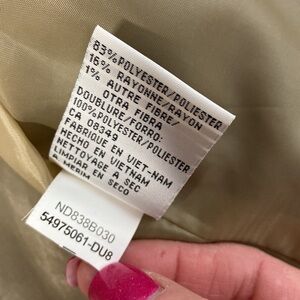 83%POLYESTER/POLIESTER
16% RAYONNE/RAYON
1% AUTRE FIBRE/
OTRA FIBRA
DOUBLURE/FORRO
100%POLYESTER/POLIESTER
CA 08349
FABRIQUE EN VIET-NAM
HECHO EN VIETNAM
NETTOYAGE A SEC
LIMPIAR EN SECO
ND838B030
54975061-DU8